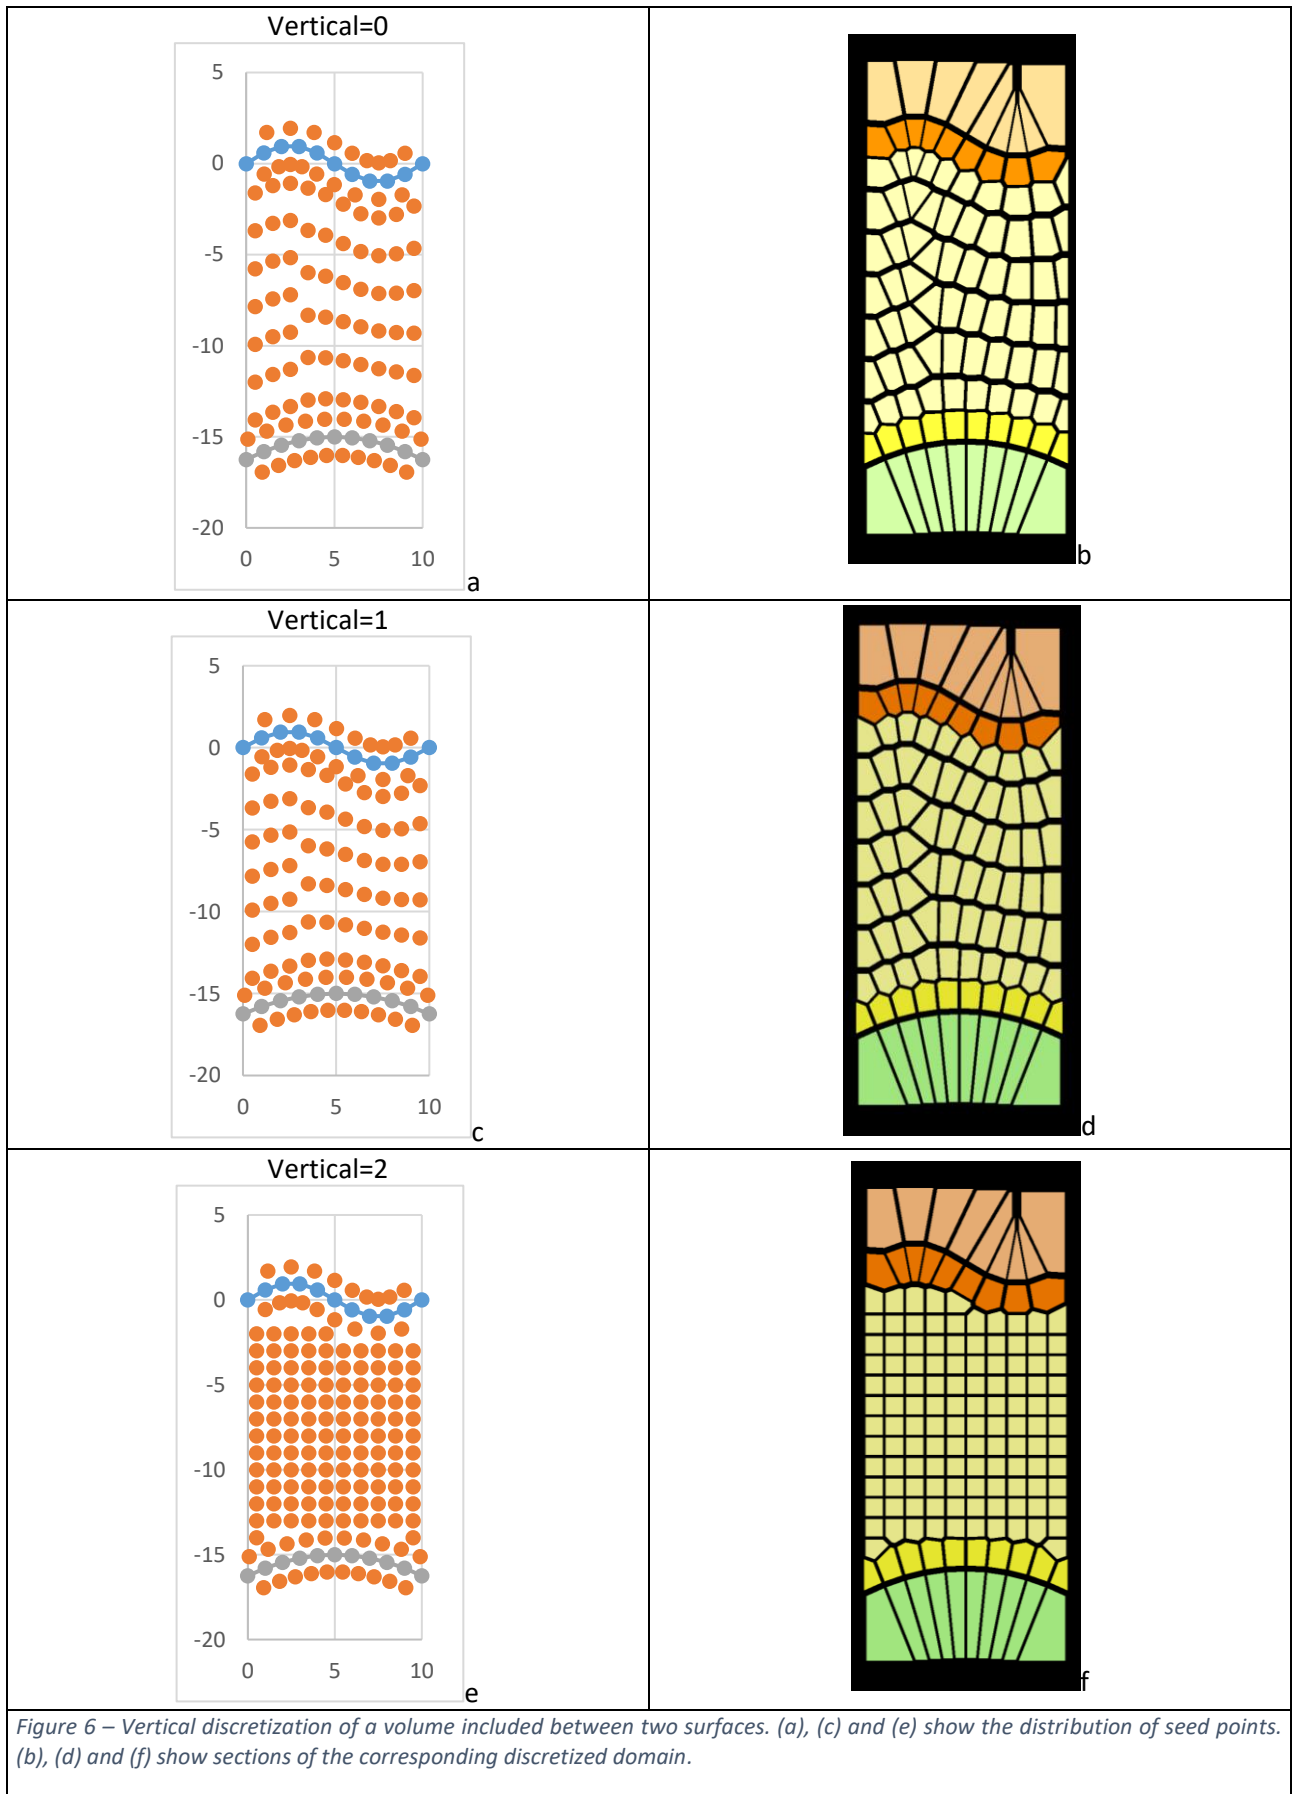 Vertical=0
5
0
-5
-10
-15
-20
0 5 10
a
b
Vertical=1
5
0
-5
-10
-15
-20
0 5 10
c
d
Vertical=2
5
0
-5
-10
-15
-20
0 5 10
e
f
Figure 6 – Vertical discretization of a volume included between two surfaces. (a), (c) and (e) show the distribution of seed points.
(b), (d) and (f) show sections of the corresponding discretized domain.